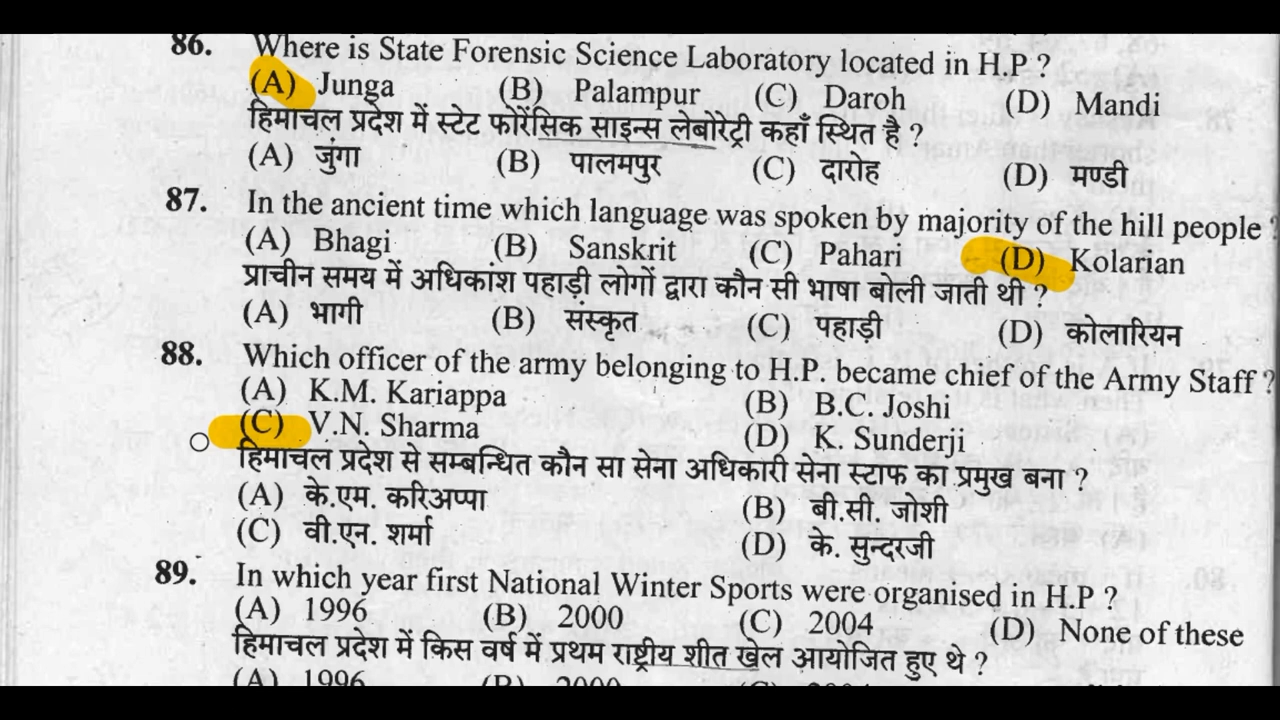 86. Where is State Forensic Science Laboratory located in H.P.?
(A) Junga (B) Palampur (C) Daroh (D) Mandi
हिमाचल प्रदेश में स्टेट फोरेंसिक साइन्स लेबोरेट्री कहाँ स्थित है ?
(A) जुंगा (B) पालमपुर (C) दारोह (D) मण्डी
87. In the ancient time which language was spoken by majority of the hill people ?
(A) Bhagi (B) Sanskrit (C) Pahari (D) Kolarian
प्राचीन समय में अधिकांश पहाड़ी लोगों द्वारा कौन सी भाषा बोली जाती थी ?
(A) भागी (B) संस्कृत (C) पहाड़ी (D) कोलारियन
88. Which officer of the army belonging to H.P. became chief of the Army Staff ?
(A) K.M. Kariappa (B) B.C. Joshi
(C) V.N. Sharma (D) K. Sunderji
हिमाचल प्रदेश से सम्बन्धित कौन सा सेना अधिकारी सेना स्टाफ का प्रमुख बना ?
(A) के.एम. करिअप्पा (B) बी.सी. जोशी
(C) वी.एन. शर्मा (D) के. सुन्दरजी
89. In which year first National Winter Sports were organised in H.P ?
(A) 1996 (B) 2000 (C) 2004 (D) None of these
हिमाचल प्रदेश में किस वर्ष में प्रथम राष्ट्रीय शीत खेल आयोजित हुए थे ?
(A) 1996 (B) 2000